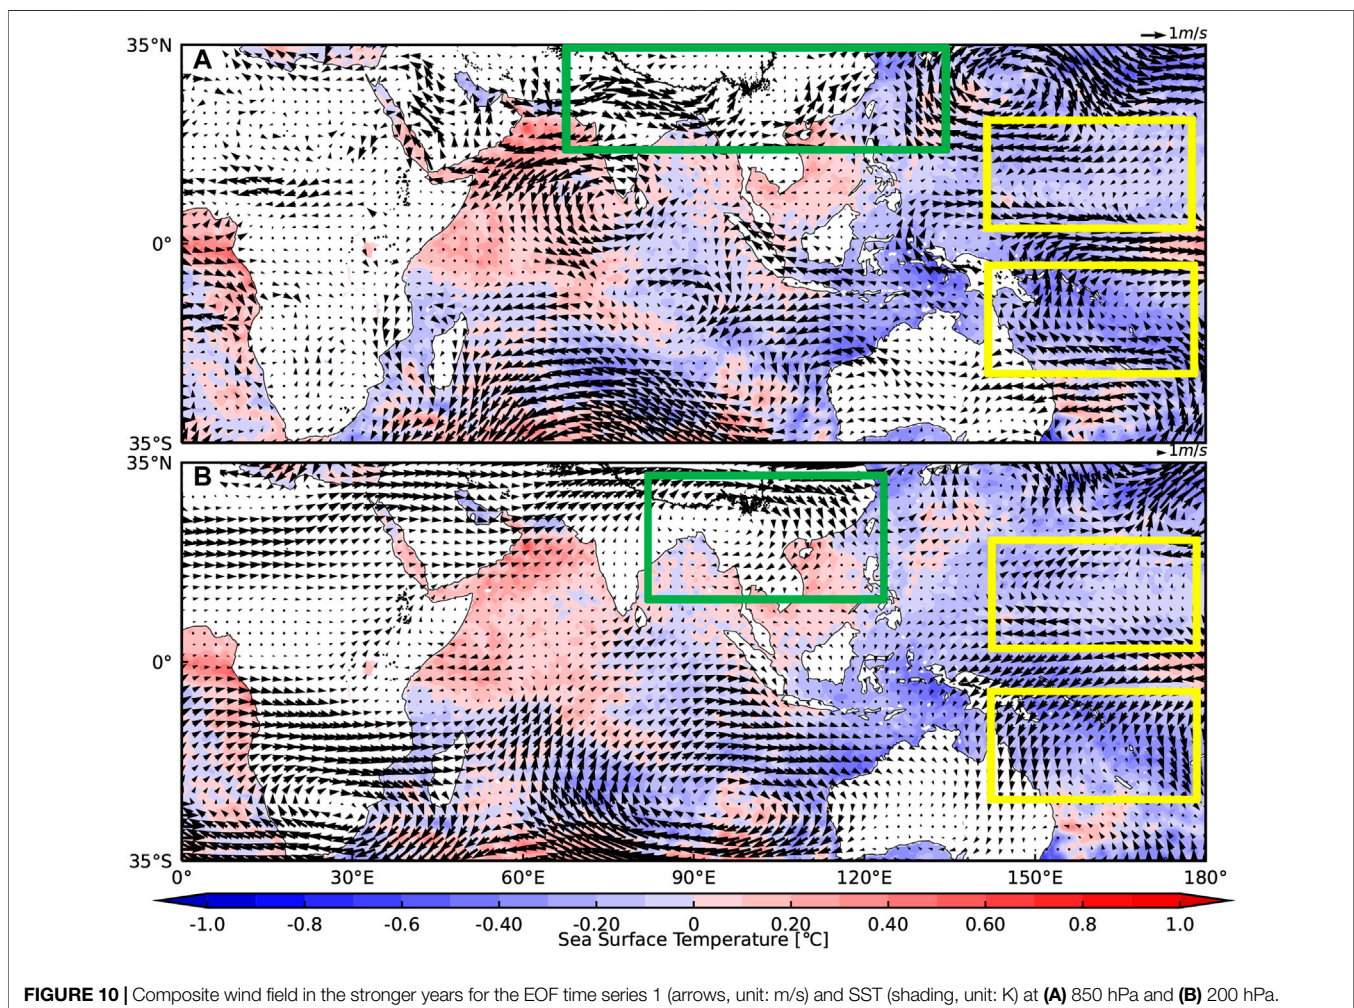 1m/s
35°N
A
0°
35°S
1m/s
35°N
B
0°
35°S
0° 30°E 60°E 90°E 120°E 150°E 180°
-1.0 -0.8 -0.6 -0.40 -0.20 0 0.20 0.40 0.60 0.80 1.0
Sea Surface Temperature [°C]
FIGURE 10 | Composite wind field in the stronger years for the EOF time series 1 (arrows, unit: m/s) and SST (shading, unit: K) at (A) 850 hPa and (B) 200 hPa.